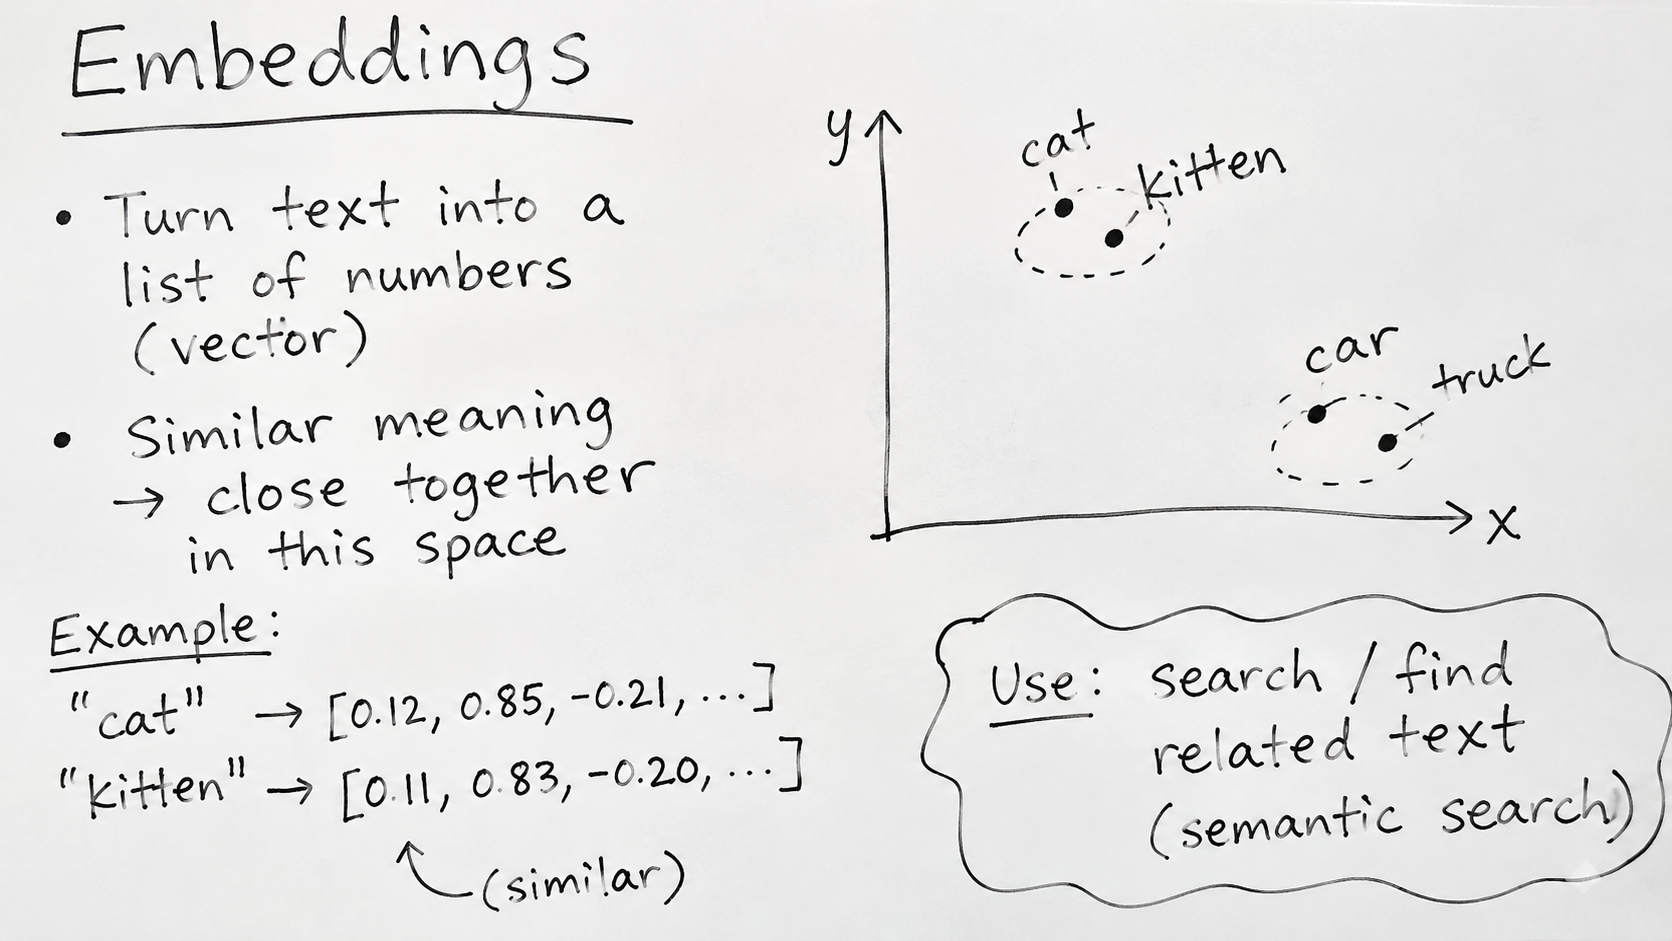 Embeddings
• Turn text into a
list of numbers
(vector)
• Similar meaning
→ close together
in this space
Example:
"cat" → [0.12, 0.85, -0.21, ...]
"kitten" → [0.11, 0.83, -0.20, ...]
(similar)
y
cat
kitten
car
truck
x
Use: search / find
related text
(semantic search)